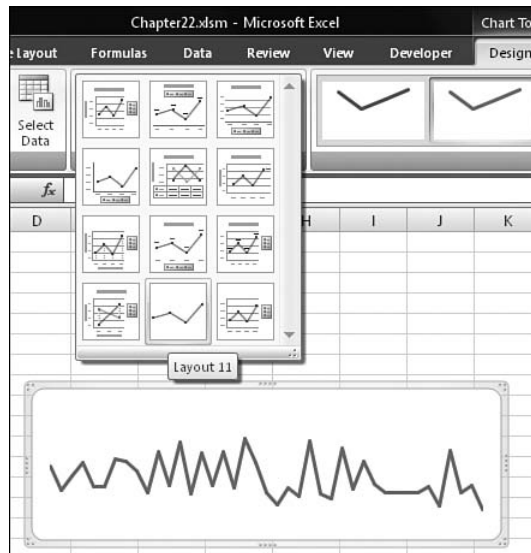 Chapter22.xlsm - Microsoft Excel
Chart To
e Layout Formulas Data Review View Developer Design
Select
Data
fx
D H I J K
Layout 11